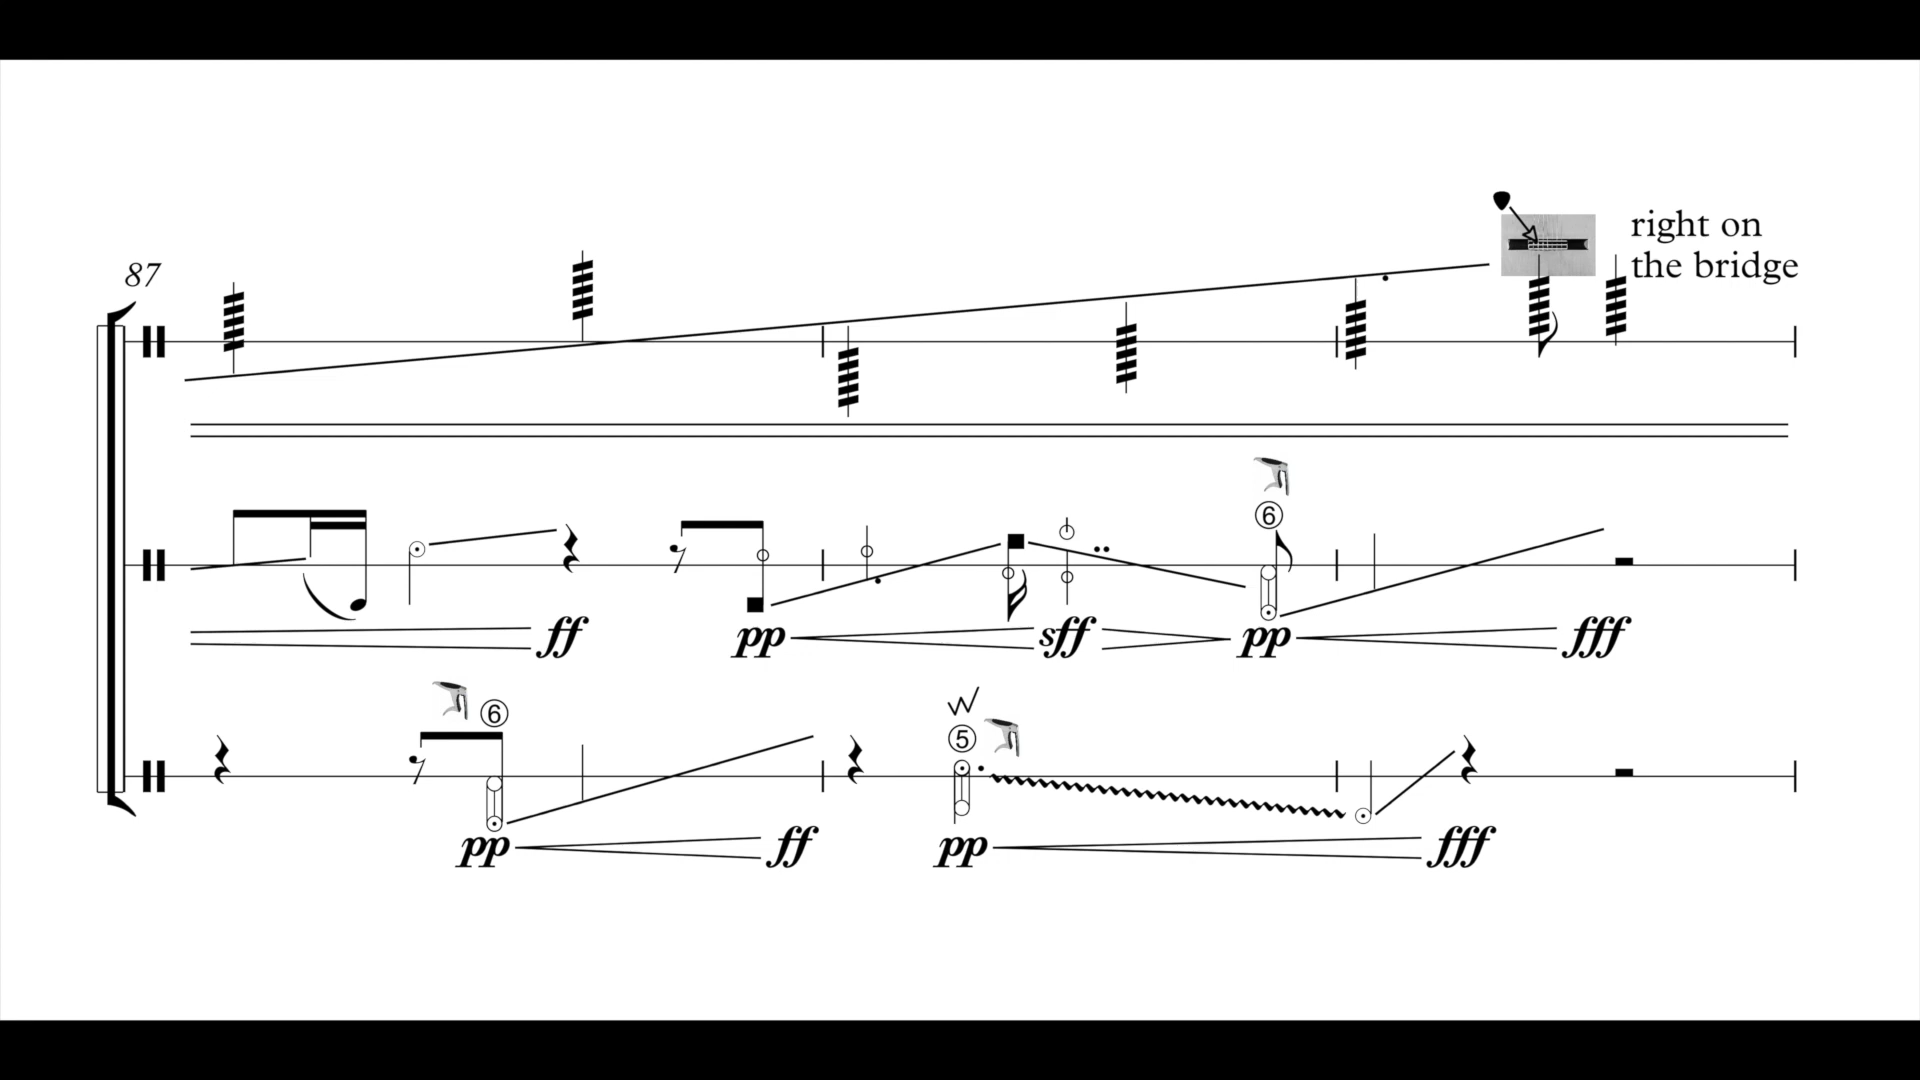 right on
87 the bridge
6
ff pp sff pp fff
6
5
pp ff pp fff